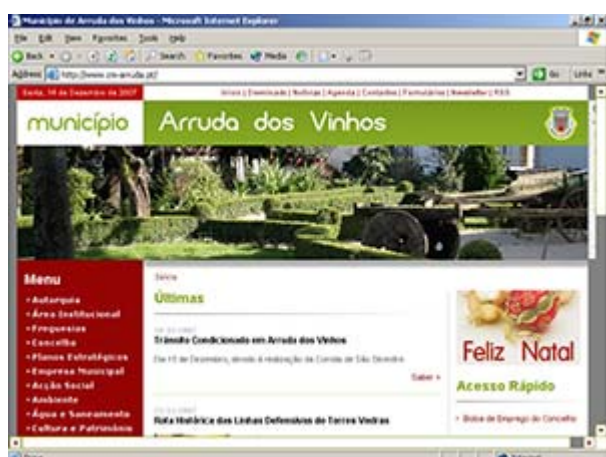 Município de Arruda dos Vinhos - Microsoft Internet Explorer
File Edit View Favorites Tools Help
Back Search Favorites Media
Address http://www.cm-arruda.pt/ Go Links
Sexta, 14 de Dezembro de 2007 Início | Downloads | Notícias | Agenda | Contactos | Formulários | Newsletter | RSS
município Arruda dos Vinhos
Menu
Autarquia
Área Institucional
Freguesias
Concelho
Planos Estratégicos
Empresa Municipal
Acção Social
Ambiente
Água e Saneamento
Cultura e Património
Início
Últimas
Trânsito Condicionado em Arruda dos Vinhos
Dia 15 de Dezembro, devido à realização da Corrida de São Silvestre
Saber +
Rota Histórica das Linhas Defensivas de Torres Vedras
Feliz Natal
Acesso Rápido
Bolsa de Emprego do Concelho